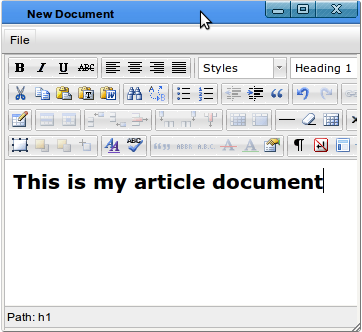 New Document
File
B I U ABC Styles Heading 1
This is my article document
Path: h1